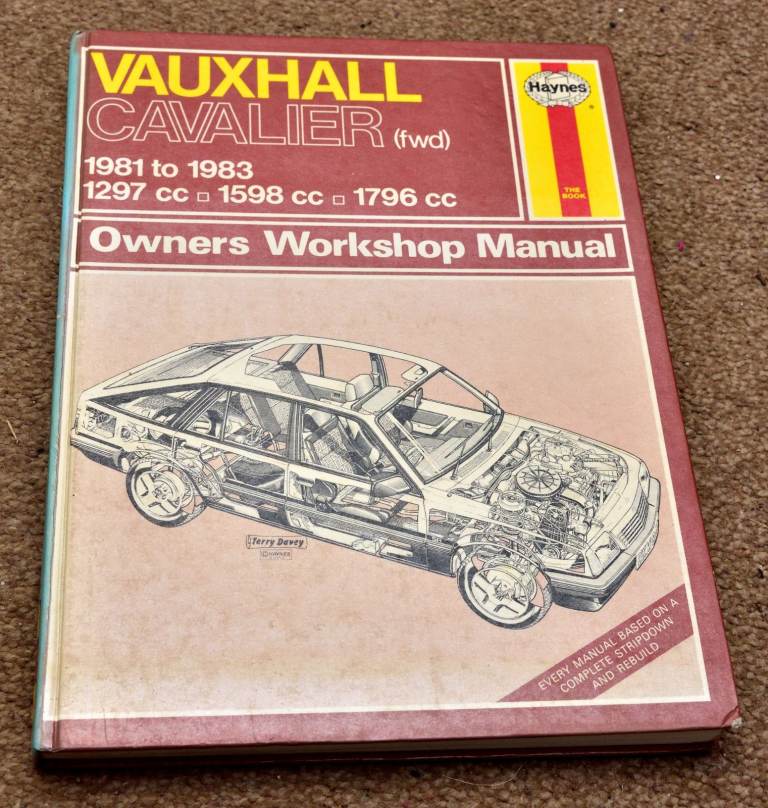 VAUXHALL
CAVALIER (fwd)
1981 to 1983
1297 cc □ 1598 cc □ 1796 cc
Haynes
®
THE
BOOK
Owners Workshop Manual
Terry Davey
© HAYNES
EVERY MANUAL BASED ON A
COMPLETE STRIPDOWN
AND REBUILD